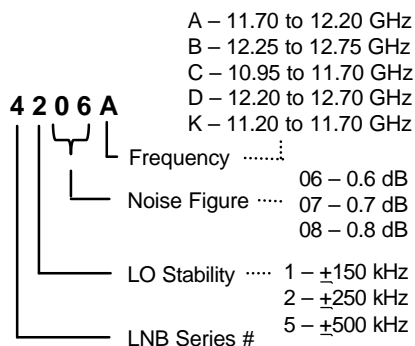 A – 11.70 to 12.20 GHz
B – 12.25 to 12.75 GHz
C – 10.95 to 11.70 GHz
D – 12.20 to 12.70 GHz
K – 11.20 to 11.70 GHz
4 2 0 6 A
Frequency
06 – 0.6 dB
Noise Figure
07 – 0.7 dB
08 – 0.8 dB
LO Stability
1 – ±150 kHz
2 – ±250 kHz
5 – ±500 kHz
LNB Series #